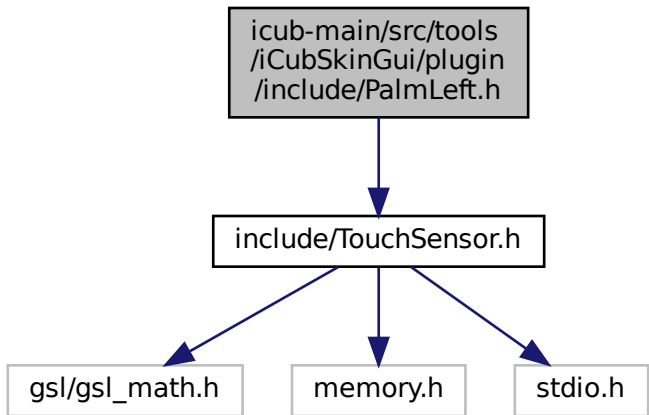 icub-main/src/tools
/iCubSkinGui/plugin
/include/PalmLeft.h
include/TouchSensor.h
gsl/gsl_math.h
memory.h
stdio.h